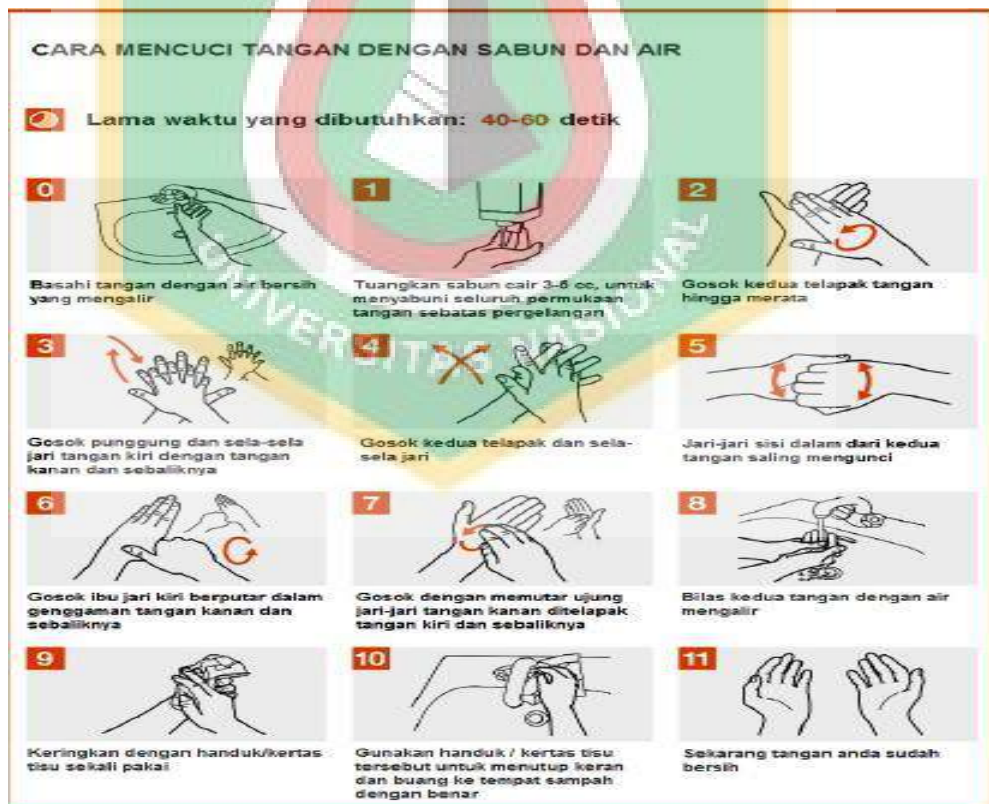 CARA MENCUCI TANGAN DENGAN SABUN DAN AIR
Lama waktu yang dibutuhkan: 40-60 detik
0
Basahi tangan dengan air bersih
yang mengalir
1
Tuangkan sabun cair 3-5 cc, untuk
menyabuni seluruh permukaan
tangan sebatas pergelangan
2
Gosok kedua telapak tangan
hingga merata
UNIVERSITAS NASIONAL
3
Gosok punggung dan sela-sela
jari tangan kiri dengan tangan
kanan dan sebaliknya
4
Gosok kedua telapak dan sela-
sela jari
5
Jari-jari sisi dalam dari kedua
tangan saling mengunci
6
Gosok ibu jari kiri berputar dalam
genggaman tangan kanan dan
sebaliknya
7
Gosok dengan memutar ujung
jari-jari tangan kanan ditelapak
tangan kiri dan sebaliknya
8
Bilas kedua tangan dengan air
mengalir
9
Keringkan dengan handuk/kertas
tisu sekali pakai
10
Gunakan handuk / kertas tisu
tersebut untuk menutup keran
dan buang ke tempat sampah
dengan benar
11
Sekarang tangan anda sudah
bersih